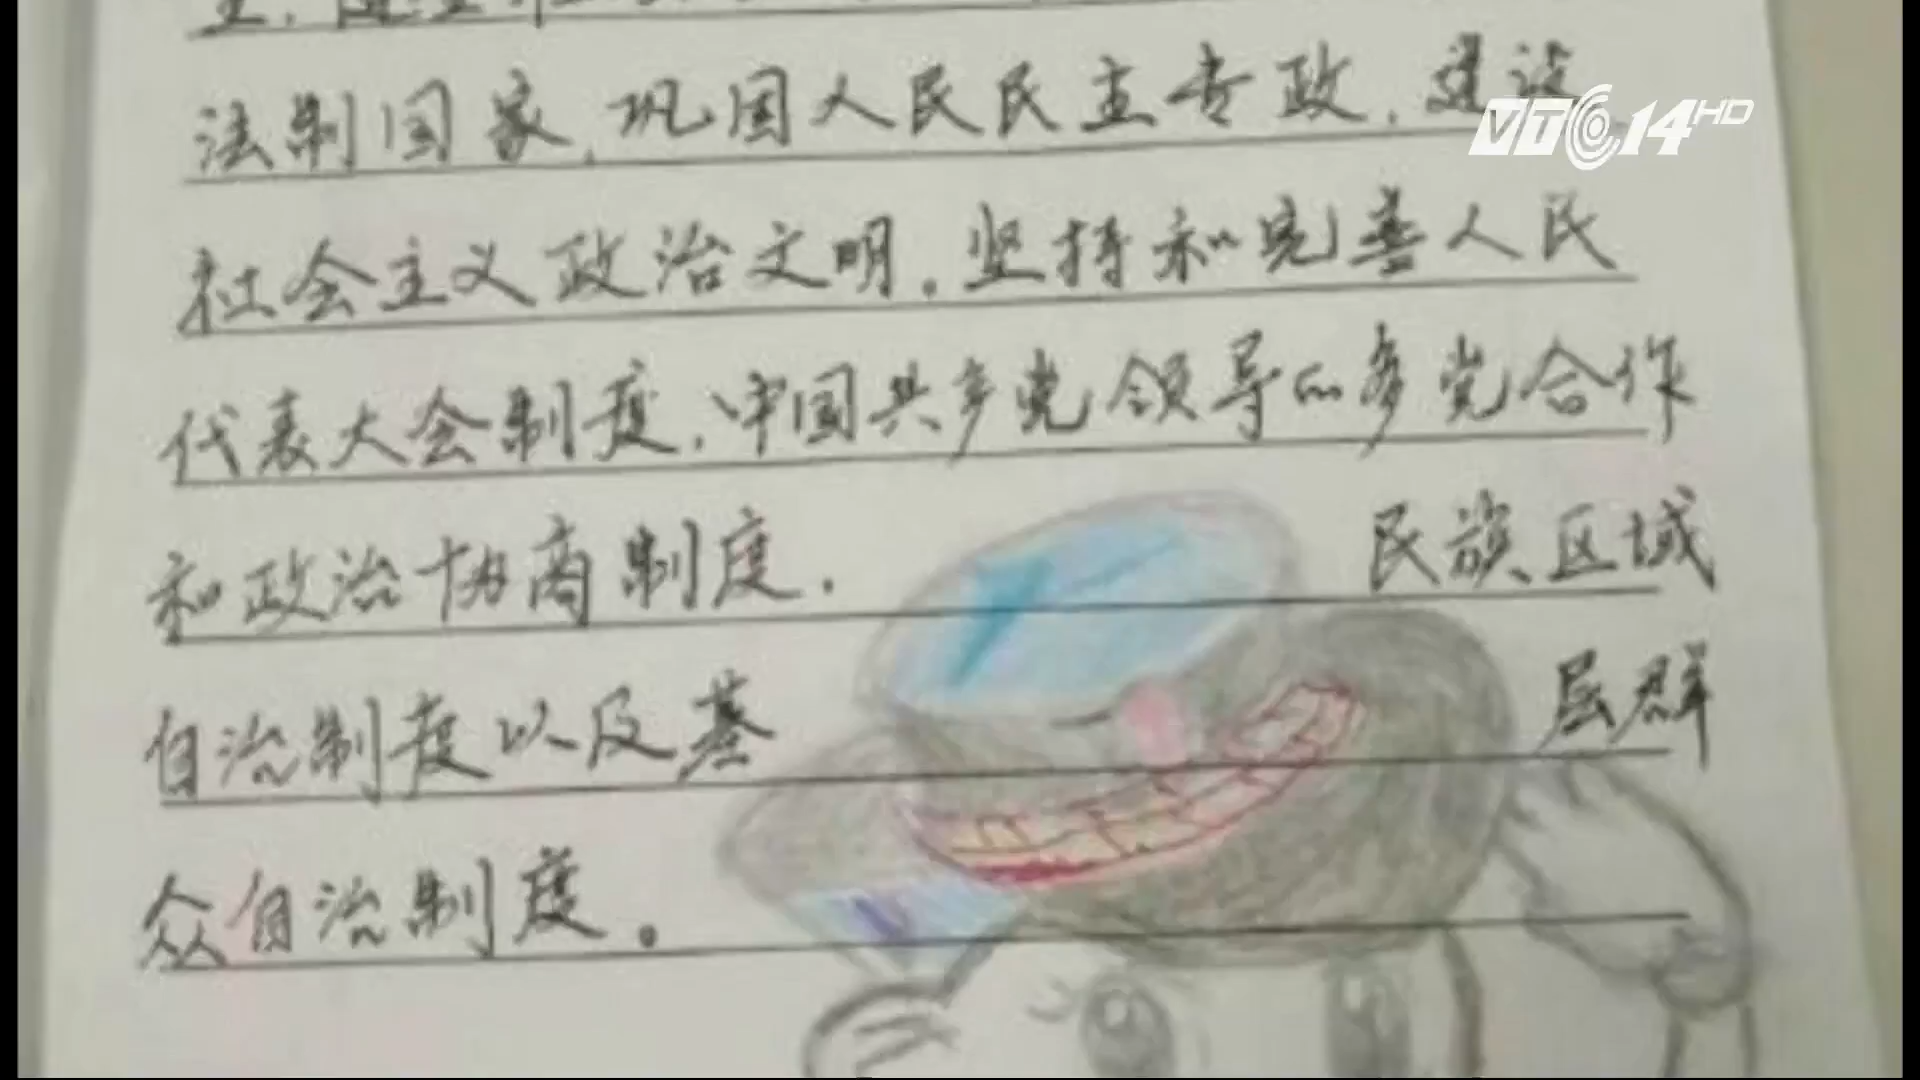 法制国家,巩固人民民主专政,建设
VTC14HD
社会主义政治文明。坚持和完善人民
代表大会制度,中国共产党领导的多党合作
和政治协商制度. 民族区域
自治制度以及基 层群
众自治制度。